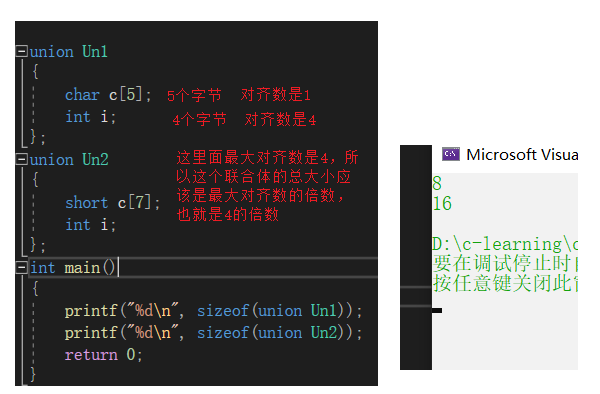 union Un1
{
char c[5]; 5个字节 对齐数是1
int i; 4个字节 对齐数是4
};
union Un2
{
short c[7];
int i;
};
这里面最大对齐数是4，所
以这个联合体的总大小应
该是最大对齐数的倍数，
也就是4的倍数
int main()
{
printf("%d\n", sizeof(union Un1));
printf("%d\n", sizeof(union Un2));
return 0;
}
Microsoft Visua
8
16
D:\c-learning\
要在调试停止时
按任意键关闭此